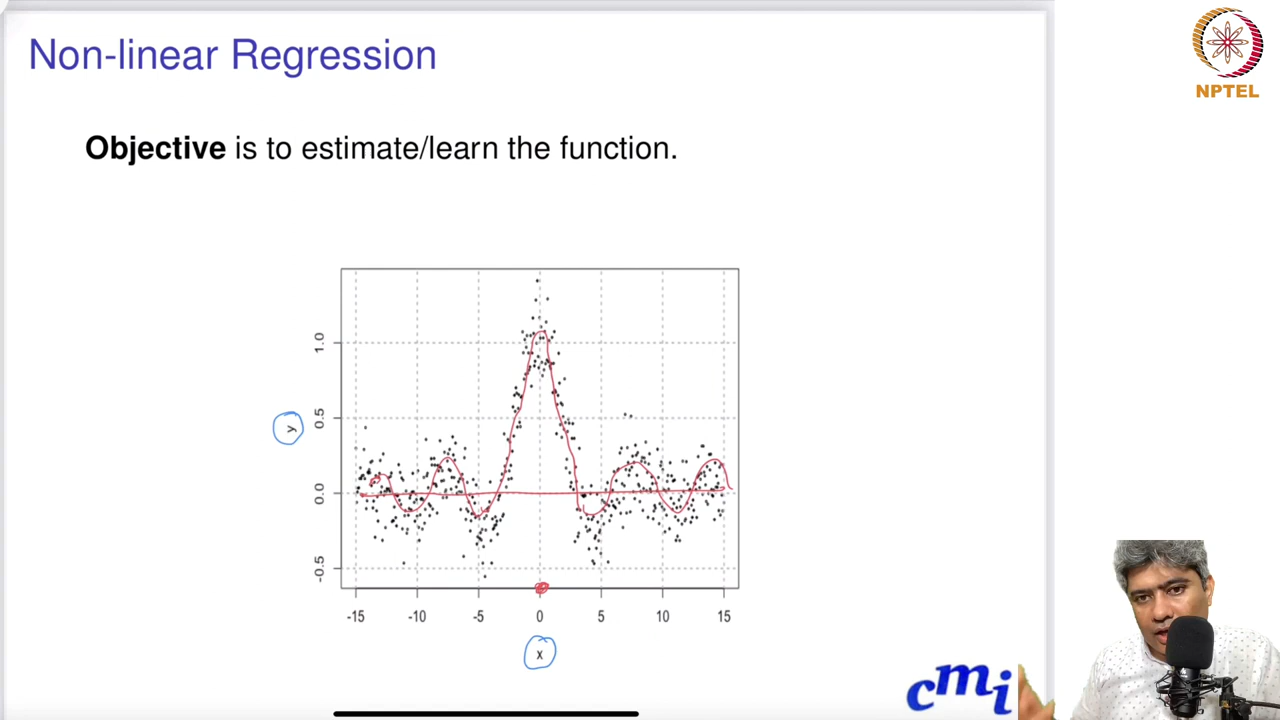 Non-linear Regression
NPTEL
Objective is to estimate/learn the function.
1.0
0.5
y
0.0
-0.5
-15 -10 -5 0 5 10 15
x
cmi